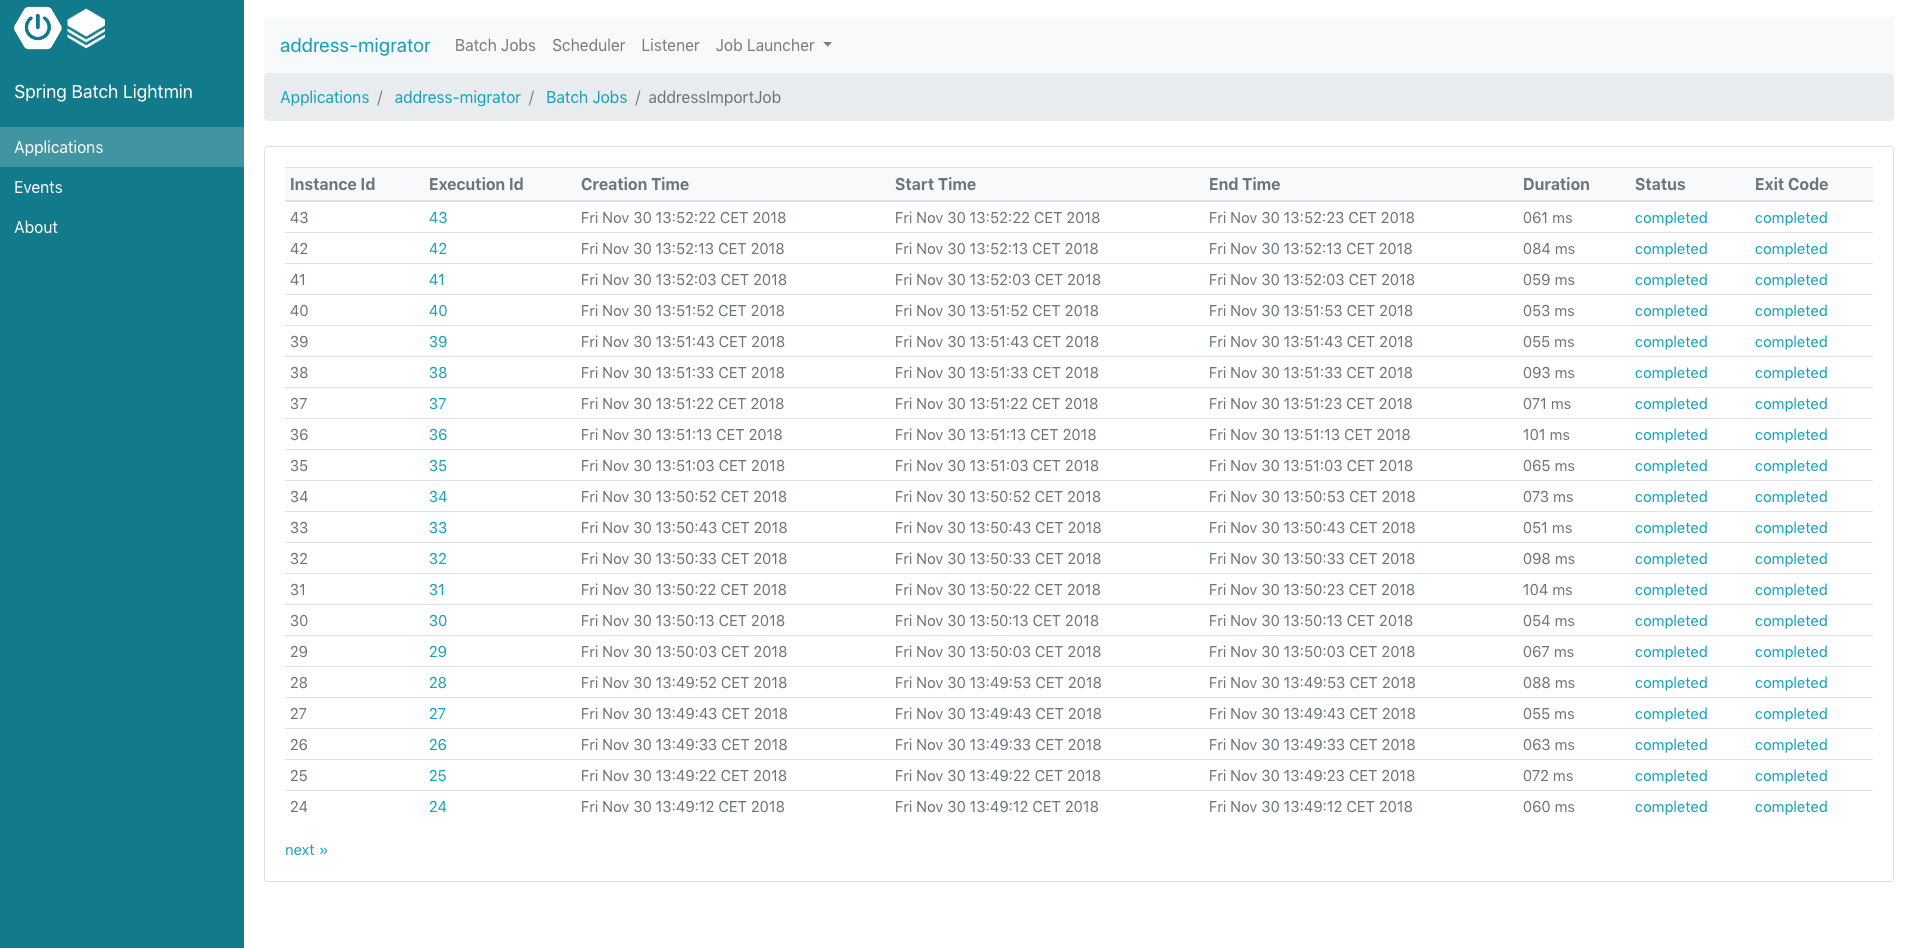 Spring Batch Lightmin
Applications
Events
About
address-migrator Batch Jobs Scheduler Listener Job Launcher
Applications / address-migrator / Batch Jobs / addressImportJob
Instance Id Execution Id Creation Time Start Time End Time Duration Status Exit Code
43 43 Fri Nov 30 13:52:22 CET 2018 Fri Nov 30 13:52:22 CET 2018 Fri Nov 30 13:52:23 CET 2018 061 ms completed completed
42 42 Fri Nov 30 13:52:13 CET 2018 Fri Nov 30 13:52:13 CET 2018 Fri Nov 30 13:52:13 CET 2018 084 ms completed completed
41 41 Fri Nov 30 13:52:03 CET 2018 Fri Nov 30 13:52:03 CET 2018 Fri Nov 30 13:52:03 CET 2018 059 ms completed completed
40 40 Fri Nov 30 13:51:52 CET 2018 Fri Nov 30 13:51:52 CET 2018 Fri Nov 30 13:51:53 CET 2018 053 ms completed completed
39 39 Fri Nov 30 13:51:43 CET 2018 Fri Nov 30 13:51:43 CET 2018 Fri Nov 30 13:51:43 CET 2018 055 ms completed completed
38 38 Fri Nov 30 13:51:33 CET 2018 Fri Nov 30 13:51:33 CET 2018 Fri Nov 30 13:51:33 CET 2018 093 ms completed completed
37 37 Fri Nov 30 13:51:22 CET 2018 Fri Nov 30 13:51:22 CET 2018 Fri Nov 30 13:51:23 CET 2018 071 ms completed completed
36 36 Fri Nov 30 13:51:13 CET 2018 Fri Nov 30 13:51:13 CET 2018 Fri Nov 30 13:51:13 CET 2018 101 ms completed completed
35 35 Fri Nov 30 13:51:03 CET 2018 Fri Nov 30 13:51:03 CET 2018 Fri Nov 30 13:51:03 CET 2018 065 ms completed completed
34 34 Fri Nov 30 13:50:52 CET 2018 Fri Nov 30 13:50:52 CET 2018 Fri Nov 30 13:50:53 CET 2018 073 ms completed completed
33 33 Fri Nov 30 13:50:43 CET 2018 Fri Nov 30 13:50:43 CET 2018 Fri Nov 30 13:50:43 CET 2018 051 ms completed completed
32 32 Fri Nov 30 13:50:33 CET 2018 Fri Nov 30 13:50:33 CET 2018 Fri Nov 30 13:50:33 CET 2018 098 ms completed completed
31 31 Fri Nov 30 13:50:22 CET 2018 Fri Nov 30 13:50:22 CET 2018 Fri Nov 30 13:50:23 CET 2018 104 ms completed completed
30 30 Fri Nov 30 13:50:13 CET 2018 Fri Nov 30 13:50:13 CET 2018 Fri Nov 30 13:50:13 CET 2018 054 ms completed completed
29 29 Fri Nov 30 13:50:03 CET 2018 Fri Nov 30 13:50:03 CET 2018 Fri Nov 30 13:50:03 CET 2018 067 ms completed completed
28 28 Fri Nov 30 13:49:52 CET 2018 Fri Nov 30 13:49:53 CET 2018 Fri Nov 30 13:49:53 CET 2018 088 ms completed completed
27 27 Fri Nov 30 13:49:43 CET 2018 Fri Nov 30 13:49:43 CET 2018 Fri Nov 30 13:49:43 CET 2018 055 ms completed completed
26 26 Fri Nov 30 13:49:33 CET 2018 Fri Nov 30 13:49:33 CET 2018 Fri Nov 30 13:49:33 CET 2018 063 ms completed completed
25 25 Fri Nov 30 13:49:22 CET 2018 Fri Nov 30 13:49:22 CET 2018 Fri Nov 30 13:49:23 CET 2018 072 ms completed completed
24 24 Fri Nov 30 13:49:12 CET 2018 Fri Nov 30 13:49:12 CET 2018 Fri Nov 30 13:49:12 CET 2018 060 ms completed completed
next »